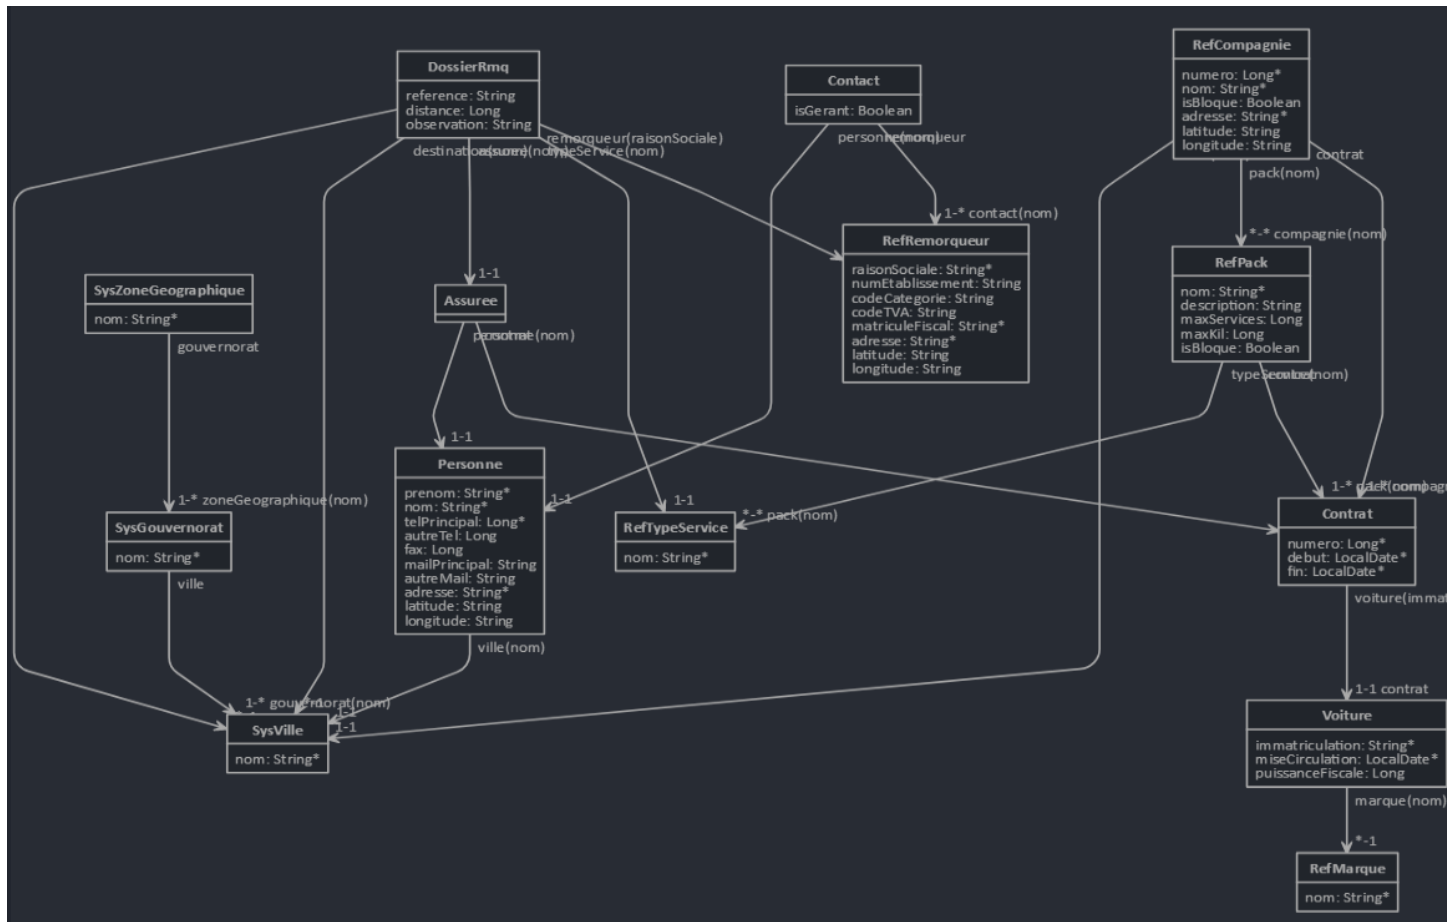 DossierRmq
reference: String
distance: Long
observation: String
remorqueur(raisonSociale)
Contact
isGerant: Boolean
RefCompagnie
numero: Long*
nom: String*
isBloque: Boolean
adresse: String*
latitude: String
longitude: String
contrat
pack(nom)
1-* contact(nom)
*-* compagnie(nom)
RefRemorqueur
raisonSociale: String*
numEtablissement: String
codeCategorie: String
codeTVA: String
matriculeFiscal: String*
adresse: String*
latitude: String
longitude: String
RefPack
nom: String*
description: String
maxServices: Long
maxKil: Long
isBloque: Boolean
SysZoneGeographique
nom: String*
gouvernorat
1-1
Assuree
1-1
Personne
prenom: String*
nom: String*
telPrincipal: Long*
autreTel: Long
fax: Long
mailPrincipal: String
autreMail: String
adresse: String*
latitude: String
longitude: String
ville(nom)
1-* zoneGeographique(nom)
SysGouvernorat
nom: String*
ville
1-1
1-1
*-* pack(nom)
RefTypeService
nom: String*
Contrat
numero: Long*
debut: LocalDate*
fin: LocalDate*
1-* gouvernorat(nom)
1-1
SysVille
nom: String*
1-1 contrat
Voiture
immatriculation: String*
miseCirculation: LocalDate*
puissanceFiscale: Long
marque(nom)
*-1
RefMarque
nom: String*